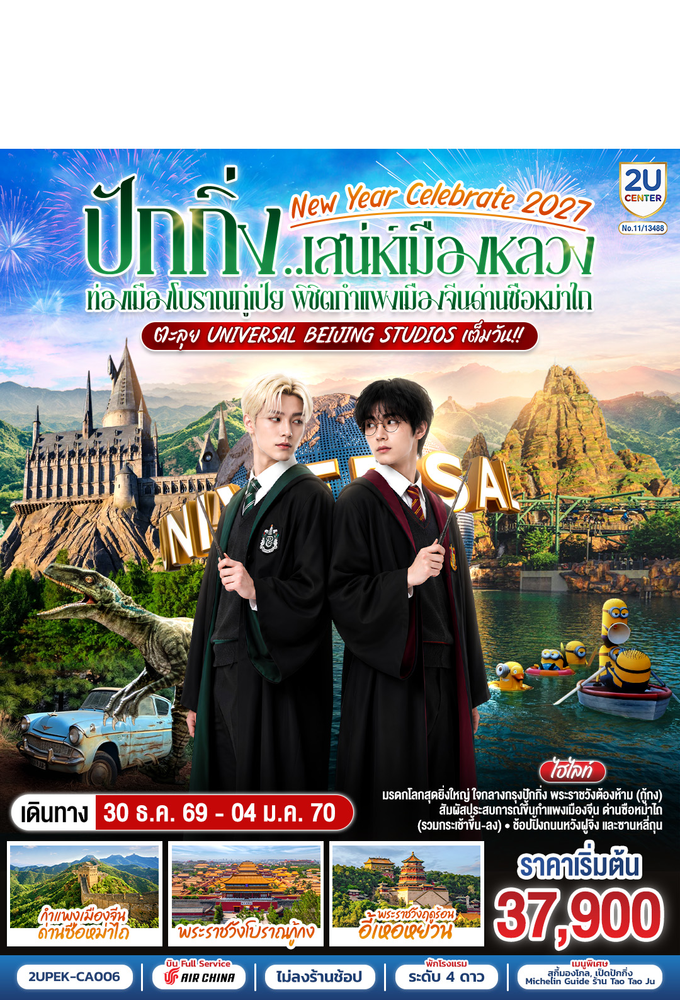 2U
CENTER
No.11/13488
New Year Celebrate 2027
ปักกิ่ง..เสน่ห์เมืองหลวง
ท่องเมืองโบราณกู๋เป่ย พิชิตกำแพงเมืองจีนด่านซือหม่าไถ
ตะลุย UNIVERSAL BEIJING STUDIOS เต็มวัน!!
ไฮไลท์
มรดกโลกสุดยิ่งใหญ่ ใจกลางกรุงปักกิ่ง พระราชวังต้องห้าม (กู้กง)
สัมผัสประสบการณ์ขึ้นกำแพงเมืองจีน ด่านซือหม่าไถ
(รวมกระเช้าขึ้น-ลง) • ช้อปปิ้งถนนหวังฝูจิ่ง และซานหลี่ถุน
เดินทาง 30 ธ.ค. 69 - 04 ม.ค. 70
กำแพงเมืองจีน
ด่านซือหม่าไถ
พระราชวังโบราณกู้กง
พระราชวังฤดูร้อน
อี้เหอหยวน
ราคาเริ่มต้น
37,900
2UPEK-CA006
บิน Full Service
AIR CHINA
ไม่ลงร้านช้อป
พักโรงแรม
ระดับ 4 ดาว
เมนูพิเศษ
สุกี้มองโกล, เป็ดปักกิ่ง
Michelin Guide ร้าน Tao Tao Ju